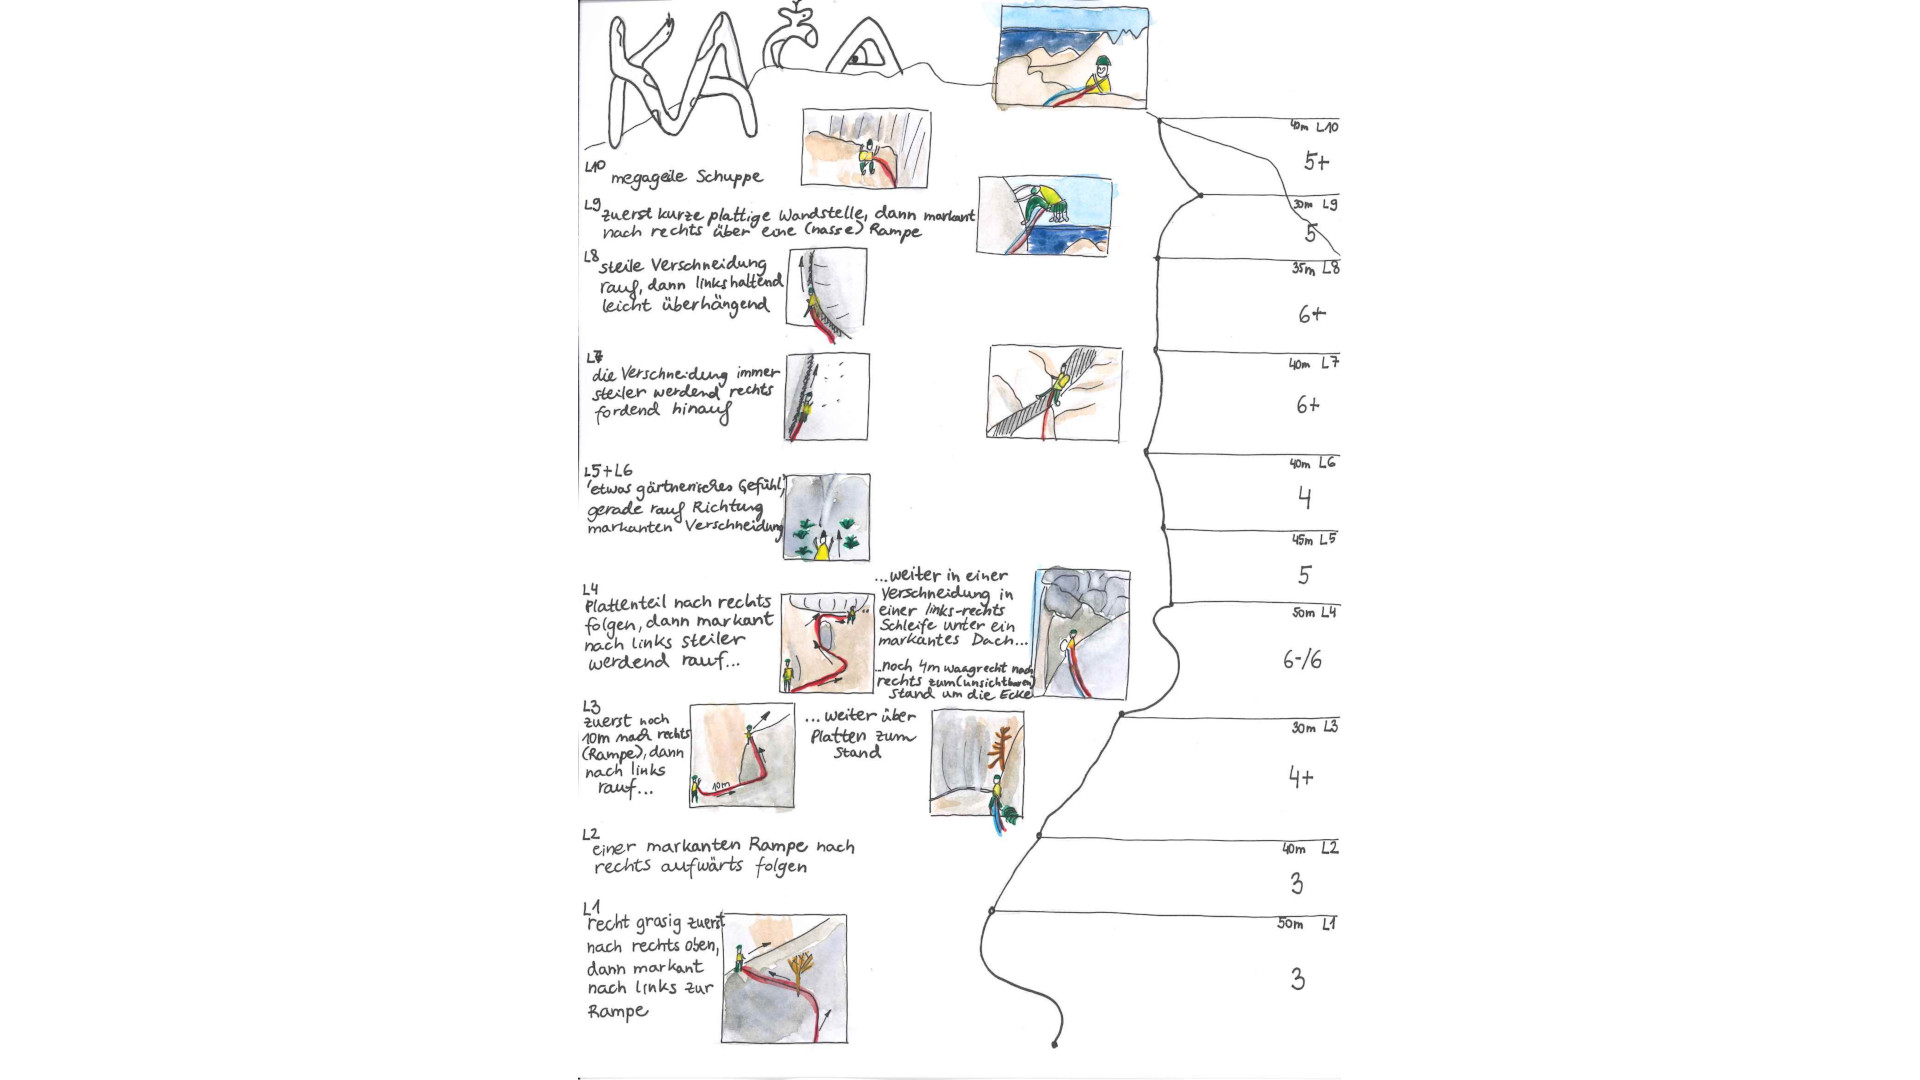 KAČA
L10
megageile Schuppe
L9
zuerst kurze plattige Wandstelle, dann markant
nach rechts über eine (nasse) Rampe
L8
steile Verschneidung
rauf, dann linkshaltend
leicht überhängend
L7
die Verschneidung immer
steiler werdend rechts
fordend hinauf
L5+L6
'etwas gärtnerisches Gefühl,'
gerade rauf Richtung
markanten Verschneidung
L4
Plattenteil nach rechts
folgen, dann markant
nach links steiler
werdend rauf...
...weiter in einer
Verschneidung in
einer links-rechts
Schleife unter ein
markantes Dach...
...noch 4m waagrecht nach
rechts zum (unsichtbaren)
Stand um die Ecke
L3
zuerst noch
10m nach rechts
(Rampe), dann
nach links
rauf...
10m
...weiter über
Platten zum
Stand
L2
einer markanten Rampe nach
rechts aufwärts folgen
L1
recht grasig zuerst
nach rechts oben,
dann markant
nach links zur
Rampe
40m L10
5+
30m L9
5
35m L8
6+
40m L7
6+
40m L6
4
45m L5
5
50m L4
6-/6
30m L3
4+
40m L2
3
50m L1
3